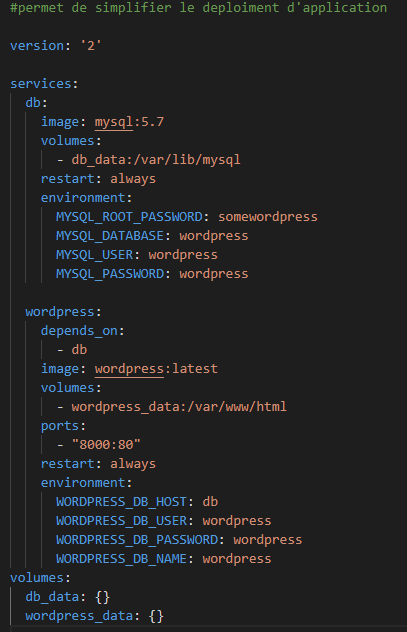 #permet de simplifier le deploiment d'application
version: '2'
services:
db:
image: mysql:5.7
volumes:
- db_data:/var/lib/mysql
restart: always
environment:
MYSQL_ROOT_PASSWORD: somewordpress
MYSQL_DATABASE: wordpress
MYSQL_USER: wordpress
MYSQL_PASSWORD: wordpress
wordpress:
depends_on:
- db
image: wordpress:latest
volumes:
- wordpress_data:/var/www/html
ports:
- "8000:80"
restart: always
environment:
WORDPRESS_DB_HOST: db
WORDPRESS_DB_USER: wordpress
WORDPRESS_DB_PASSWORD: wordpress
WORDPRESS_DB_NAME: wordpress
volumes:
db_data: {}
wordpress_data: {}